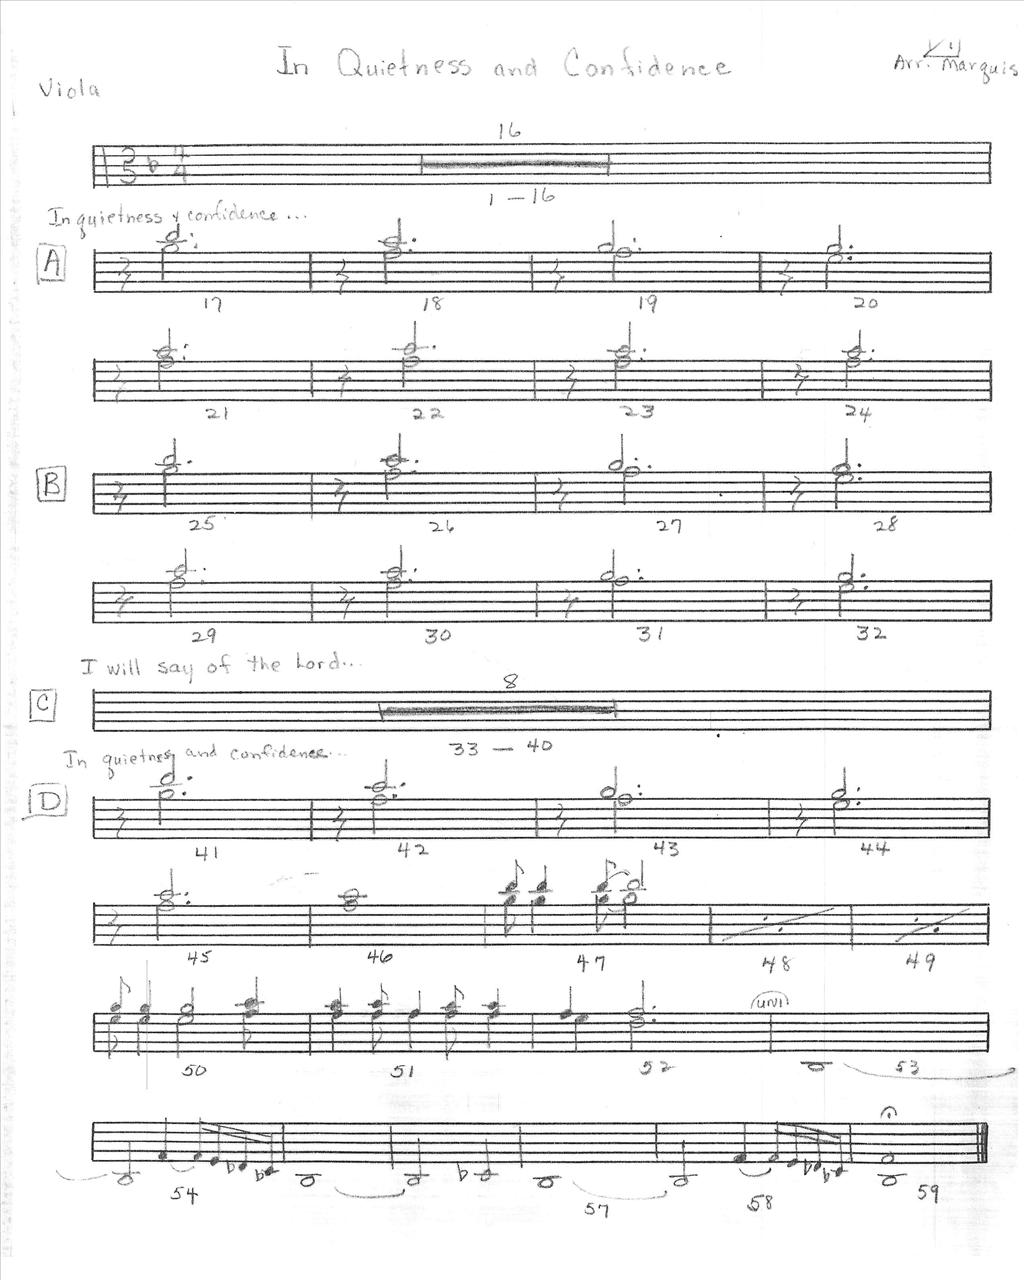 In Quietness and Confidence
Arr. Marquis
Viola
4
4
16
1 - 16
In quietness & confidence...
A
17 18 19 20
21 22 23 24
B
25 26 27 28
29 30 31 32
I will say of the Lord...
8
C
33 - 40
In quietness and confidence...
D
41 42 43 44
45 46 47 48 49
uni
50 51 52 53
54 57 58 59